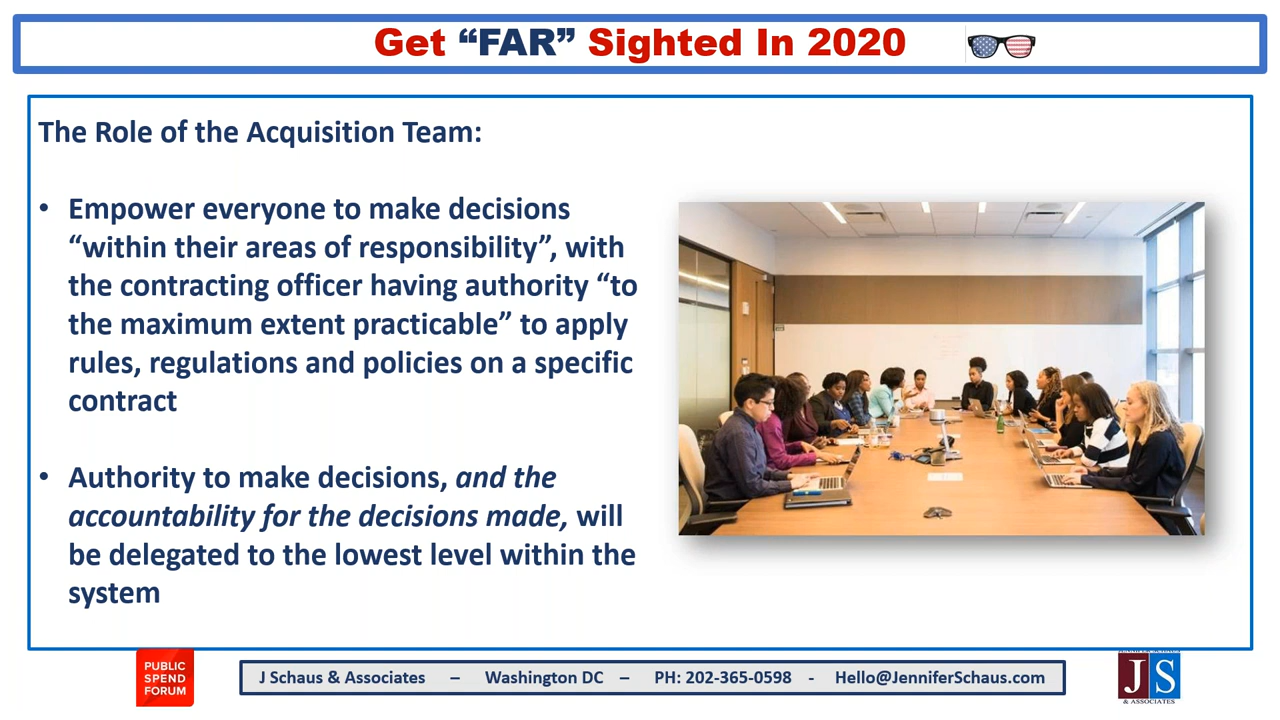 Get “FAR” Sighted In 2020
The Role of the Acquisition Team:
• Empower everyone to make decisions
“within their areas of responsibility”, with
the contracting officer having authority “to
the maximum extent practicable” to apply
rules, regulations and policies on a specific
contract
• Authority to make decisions, and the
accountability for the decisions made, will
be delegated to the lowest level within the
system
PUBLIC
SPEND
FORUM
J Schaus & Associates – Washington DC – PH: 202-365-0598 - Hello@JenniferSchaus.com
JENNIFER SCHAUS
J S
& ASSOCIATES